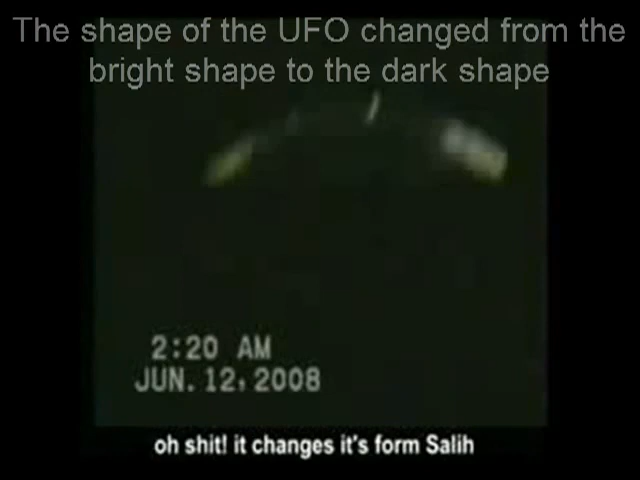 The shape of the UFO changed from the
bright shape to the dark shape
2:20 AM
JUN. 12, 2008
oh shit! it changes it's form Salih